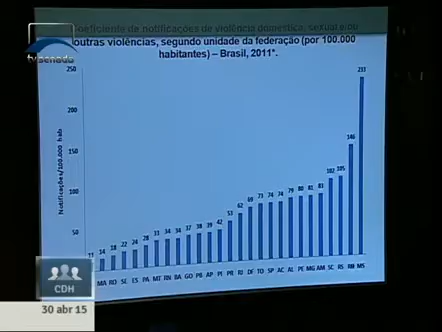 Coeficiente de notificações de violência doméstica, sexual e/ou
outras violências, segundo unidade da federação (por 100.000
habitantes) – Brasil, 2011*.
tv senado
Notificações/100.000 hab
250
200
150
100
50
14 18 22 24 28 33 34 34 37 38 39 42 53 62 69 73 74 74 79 80 81 83 102 105 146 233
MA RO SE ES PA MT RN BA GO PB AP PI PR RJ DF TO SP AC AL PE MG AM SC RS RR MS
CDH
30 abr 15